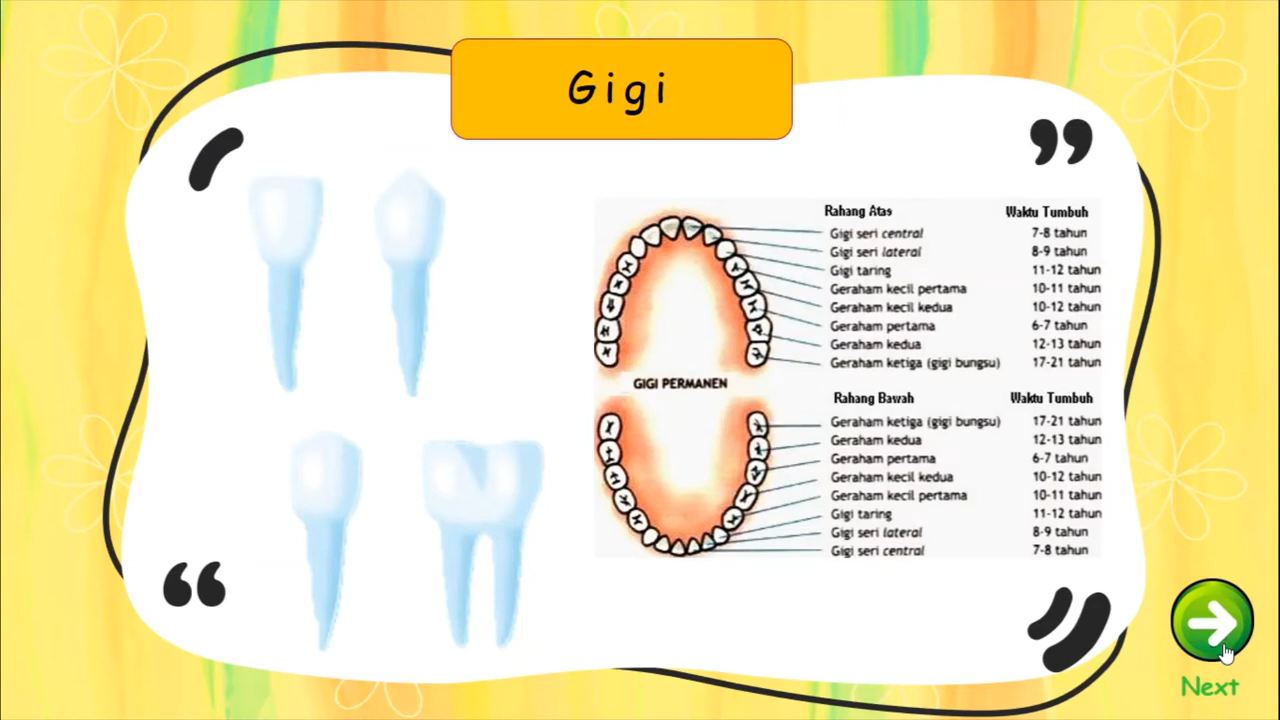 Gigi
Rahang Atas Waktu Tumbuh
Gigi seri central 7-8 tahun
Gigi seri lateral 8-9 tahun
Gigi taring 11-12 tahun
Geraham kecil pertama 10-11 tahun
Geraham kecil kedua 10-12 tahun
Geraham pertama 6-7 tahun
Geraham kedua 12-13 tahun
Geraham ketiga (gigi bungsu) 17-21 tahun
GIGI PERMANEN
Rahang Bawah Waktu Tumbuh
Geraham ketiga (gigi bungsu) 17-21 tahun
Geraham kedua 12-13 tahun
Geraham pertama 6-7 tahun
Geraham kecil kedua 10-12 tahun
Geraham kecil pertama 10-11 tahun
Gigi taring 11-12 tahun
Gigi seri lateral 8-9 tahun
Gigi seri central 7-8 tahun
Next